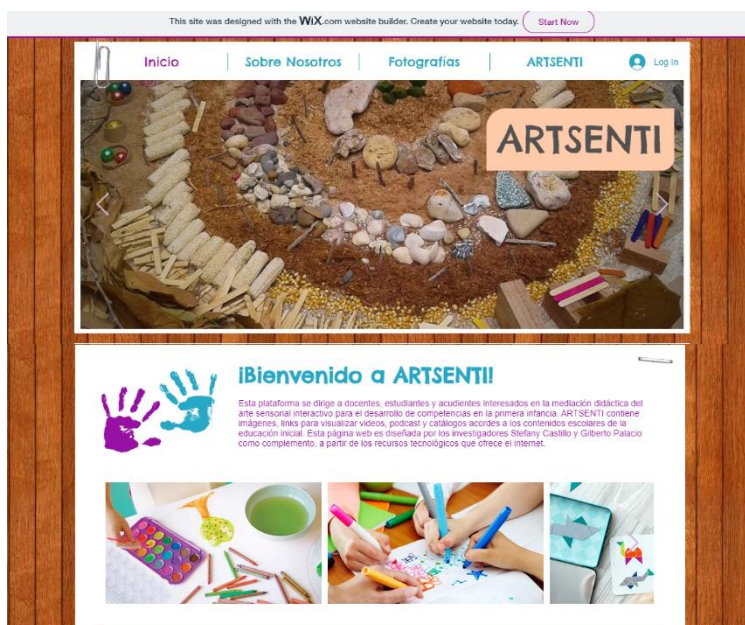 This site was designed with the WiX.com website builder. Create your website today. Start Now
Inicio Sobre Nosotros Fotografías ARTSENTI Log In
ARTSENTI
¡Bienvenido a ARTSENTI!
Esta plataforma se dirige a docentes, estudiantes y acudientes interesados en la mediación didáctica del
arte sensorial interactivo para el desarrollo de competencias en la primera infancia. ARTSENTI contiene
imágenes, links para visualizar videos, podcast y catálogos acordes a los contenidos escolares de la
educación inicial. Esta página web es diseñada por los investigadores Stefany Castillo y Gilberto Palacio
como complemento, a partir de los recursos tecnológicos que ofrece el internet.